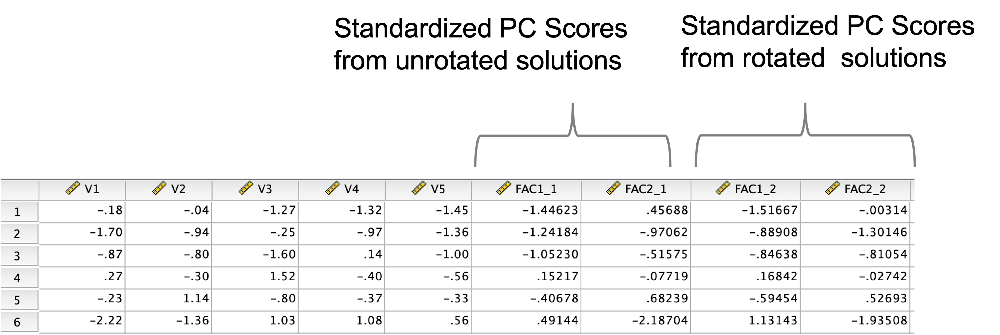 Standardized PC Scores
from unrotated solutions
Standardized PC Scores
from rotated  solutions
V1 V2 V3 V4 V5 FAC1_1 FAC2_1 FAC1_2 FAC2_2
1 -.18 -.04 -1.27 -1.32 -1.45 -1.44623 .45688 -1.51667 -.00314
2 -1.70 -.94 -.25 -.97 -1.36 -1.24184 -.97062 -.88908 -1.30146
3 -.87 -.80 -1.60 .14 -1.00 -1.05230 -.51575 -.84638 -.81054
4 .27 -.30 1.52 -.40 -.56 .15217 -.07719 .16842 -.02742
5 -.23 1.14 -.80 -.37 -.33 -.40678 .68239 -.59454 .52693
6 -2.22 -1.36 1.03 1.08 .56 .49144 -2.18704 1.13143 -1.93508